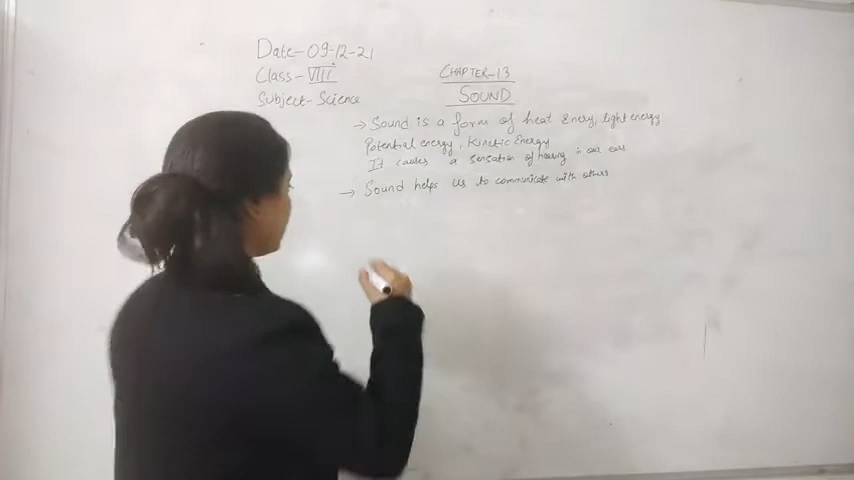 Date-09-12-21
Class-VIII
Subject-Science
CHAPTER-13
SOUND
→ Sound is a form of heat Energy, light energy
Potential energy, Kinetic Energy
It causes a sensation of hearing in our ears
→ Sound helps us to communicate with others